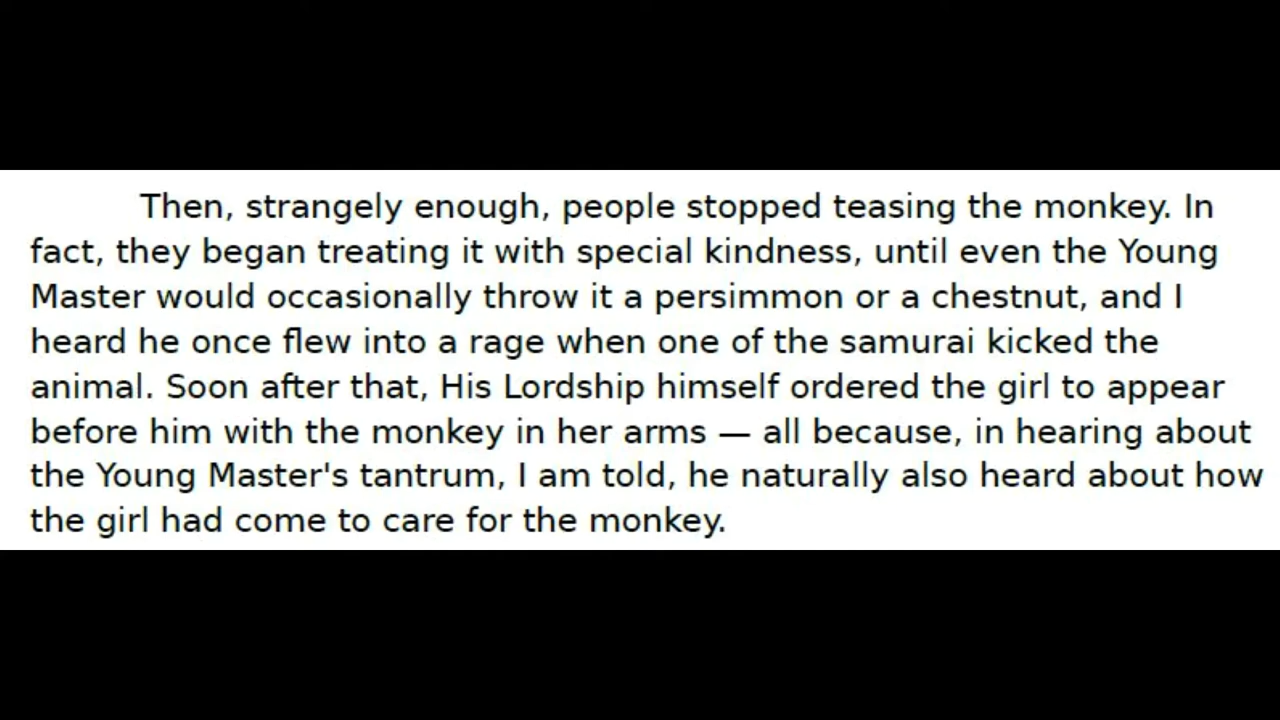 Then, strangely enough, people stopped teasing the monkey. In
fact, they began treating it with special kindness, until even the Young
Master would occasionally throw it a persimmon or a chestnut, and I
heard he once flew into a rage when one of the samurai kicked the
animal. Soon after that, His Lordship himself ordered the girl to appear
before him with the monkey in her arms — all because, in hearing about
the Young Master's tantrum, I am told, he naturally also heard about how
the girl had come to care for the monkey.